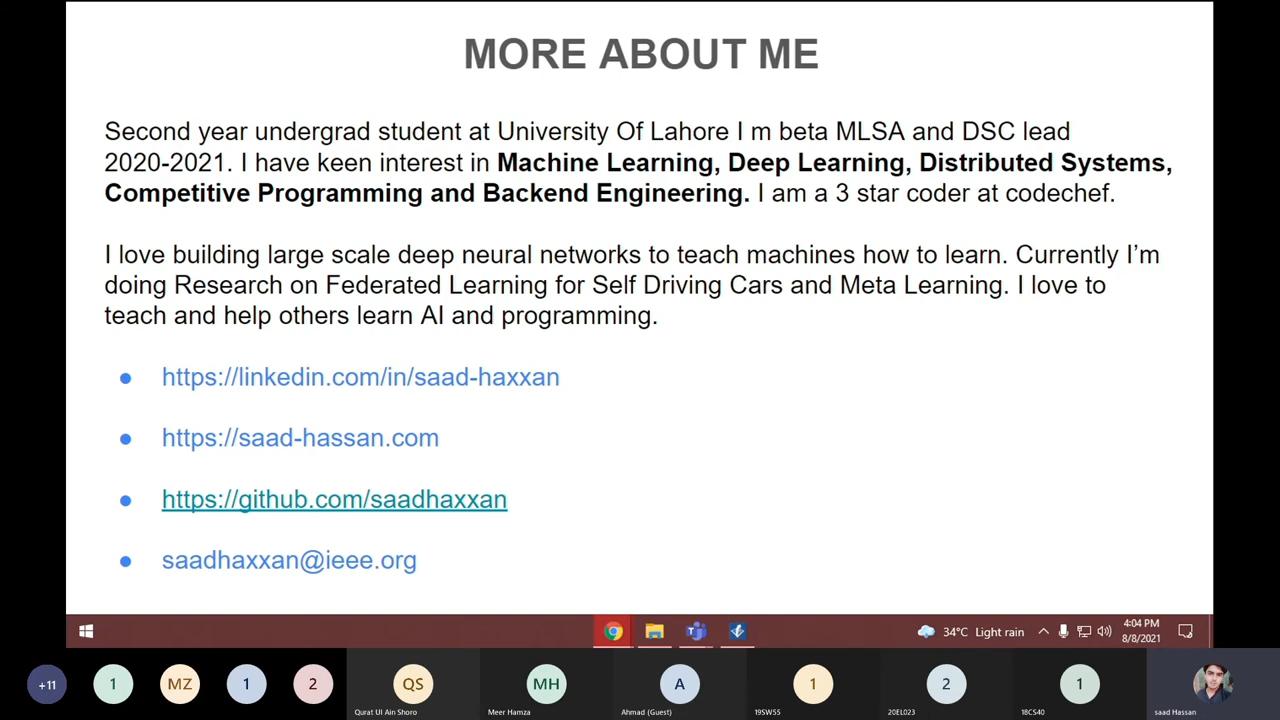 MORE ABOUT ME
Second year undergrad student at University Of Lahore I m beta MLSA and DSC lead
2020-2021. I have keen interest in Machine Learning, Deep Learning, Distributed Systems,
Competitive Programming and Backend Engineering. I am a 3 star coder at codechef.
I love building large scale deep neural networks to teach machines how to learn. Currently I'm
doing Research on Federated Learning for Self Driving Cars and Meta Learning. I love to
teach and help others learn AI and programming.
https://linkedin.com/in/saad-haxxan
https://saad-hassan.com
https://github.com/saadhaxxan
saadhaxxan@ieee.org
34°C Light rain
4:04 PM
8/8/2021
+11 1 MZ 1 2 QS MH A 1 2 1
Qurat Ul Ain Shoro Meer Hamza Ahmad (Guest) 19SW55 20EL023 18CS40 saad Hassan